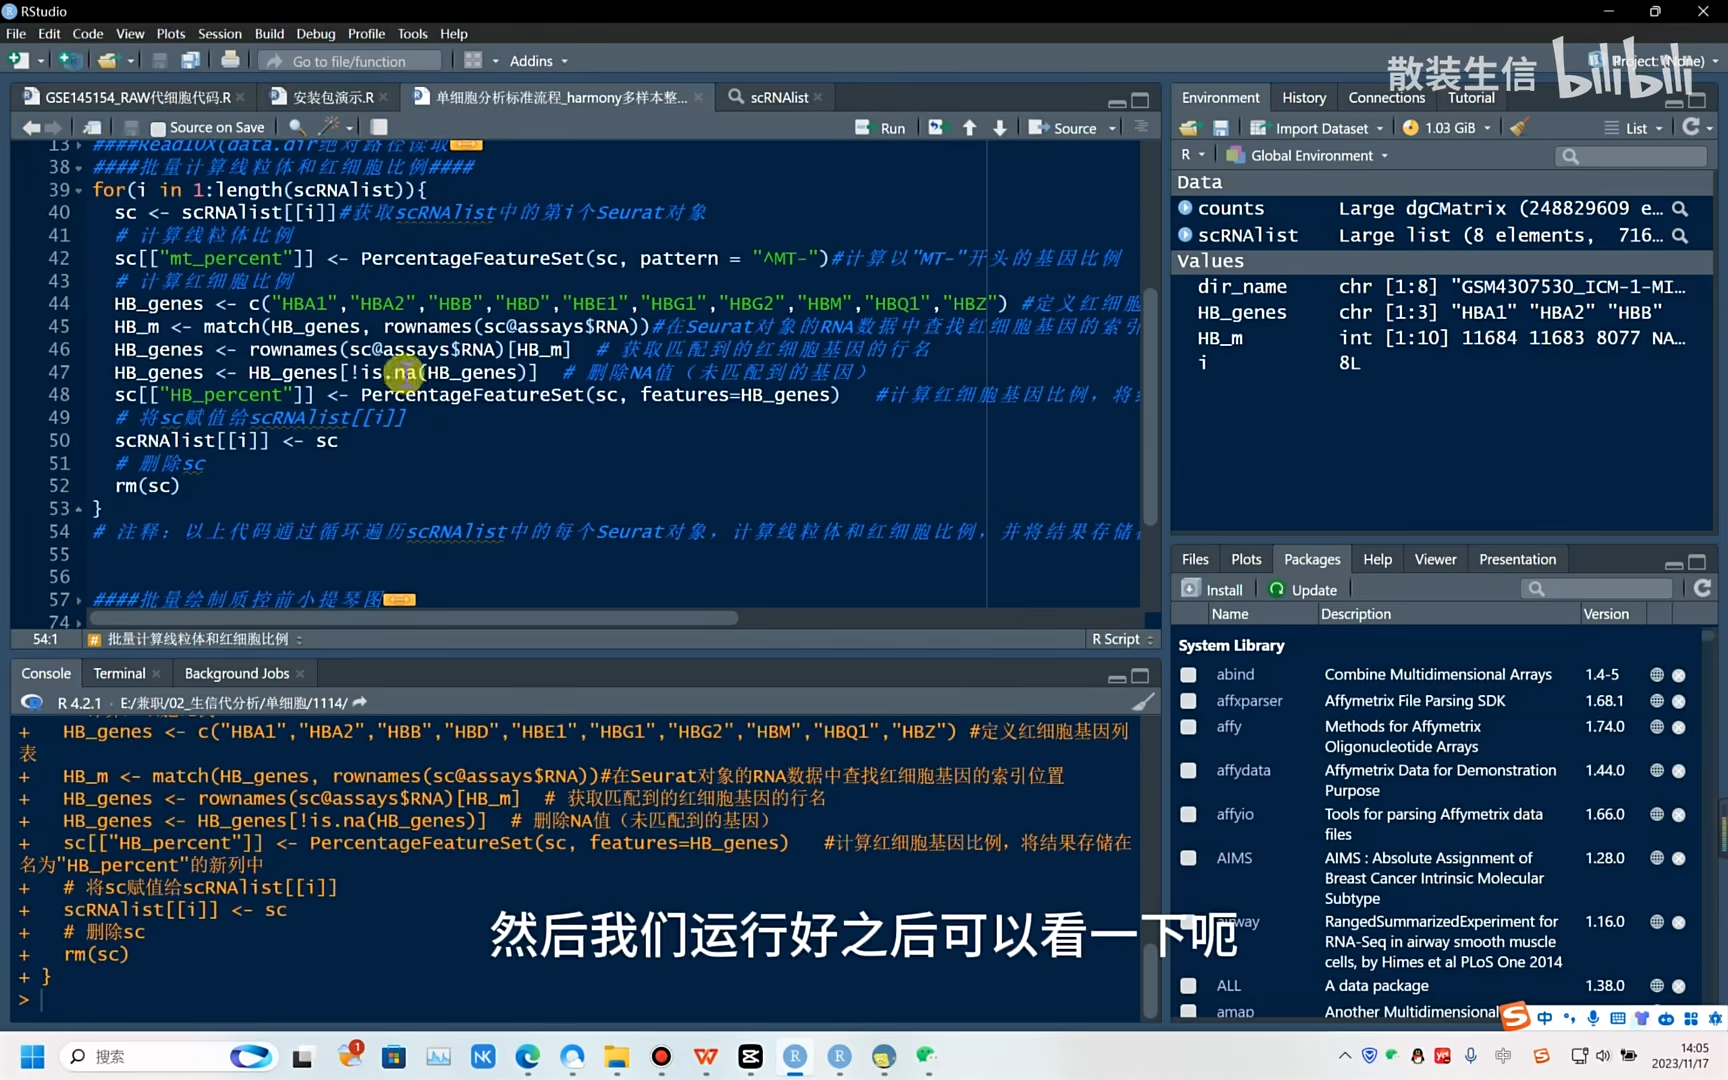 RStudio
File Edit Code View Plots Session Build Debug Profile Tools Help
Go to file/function Addins
Project: (None)
散装生信 bilibili
GSE145154_RAW代细胞代码.R 安装包演示.R 单细胞分析标准流程_harmony多样本整... scRNAlist
Source on Save Run Source
13 ####Read10X(data.dir绝对路径读取
38 ####批量计算线粒体和红细胞比例####
39 for(i in 1:length(scRNAlist)){
40 sc <- scRNAlist[[i]]#获取scRNAlist中的第i个Seurat对象
41 # 计算线粒体比例
42 sc[["mt_percent"]] <- PercentageFeatureSet(sc, pattern = "^MT-")#计算以"MT-"开头的基因比例
43 # 计算红细胞比例
44 HB_genes <- c("HBA1","HBA2","HBB","HBD","HBE1","HBG1","HBG2","HBM","HBQ1","HBZ") #定义红细胞
45 HB_m <- match(HB_genes, rownames(sc@assays$RNA))#在Seurat对象的RNA数据中查找红细胞基因的索引
46 HB_genes <- rownames(sc@assays$RNA)[HB_m] # 获取匹配到的红细胞基因的行名
47 HB_genes <- HB_genes[!is.na(HB_genes)] # 删除NA值（未匹配到的基因）
48 sc[["HB_percent"]] <- PercentageFeatureSet(sc, features=HB_genes) #计算红细胞基因比例，将
49 # 将sc赋值给scRNAlist[[i]]
50 scRNAlist[[i]] <- sc
51 # 删除sc
52 rm(sc)
53 }
54 # 注释：以上代码通过循环遍历scRNAlist中的每个Seurat对象，计算线粒体和红细胞比例，并将结果存储
55
56
57 ####批量绘制质控前小提琴图
74
54:1 批量计算线粒体和红细胞比例 R Script
Console Terminal Background Jobs
R 4.2.1 · E:/兼职/02_生信代分析/单细胞/1114/
+ HB_genes <- c("HBA1","HBA2","HBB","HBD","HBE1","HBG1","HBG2","HBM","HBQ1","HBZ") #定义红细胞基因列
表
+ HB_m <- match(HB_genes, rownames(sc@assays$RNA))#在Seurat对象的RNA数据中查找红细胞基因的索引位置
+ HB_genes <- rownames(sc@assays$RNA)[HB_m] # 获取匹配到的红细胞基因的行名
+ HB_genes <- HB_genes[!is.na(HB_genes)] # 删除NA值（未匹配到的基因）
+ sc[["HB_percent"]] <- PercentageFeatureSet(sc, features=HB_genes) #计算红细胞基因比例，将结果存储在
名为"HB_percent"的新列中
+ # 将sc赋值给scRNAlist[[i]]
+ scRNAlist[[i]] <- sc
+ # 删除sc
+ rm(sc)
+ }
>
然后我们运行好之后可以看一下呃
Environment History Connections Tutorial
Import Dataset 1.03 GiB List
R Global Environment
Data
counts Large dgCMatrix (248829609 e…
scRNAlist Large list (8 elements, 716…
Values
dir_name chr [1:8] "GSM4307530_ICM-1-MI…
HB_genes chr [1:3] "HBA1" "HBA2" "HBB"
HB_m int [1:10] 11684 11683 8077 NA…
i 8L
Files Plots Packages Help Viewer Presentation
Install Update
Name Description Version
System Library
abind Combine Multidimensional Arrays 1.4-5
affxparser Affymetrix File Parsing SDK 1.68.1
affy Methods for Affymetrix 1.74.0
Oligonucleotide Arrays
affydata Affymetrix Data for Demonstration 1.44.0
Purpose
affyio Tools for parsing Affymetrix data 1.66.0
files
AIMS AIMS : Absolute Assignment of 1.28.0
Breast Cancer Intrinsic Molecular
Subtype
airway RangedSummarizedExperiment for 1.16.0
RNA-Seq in airway smooth muscle
cells, by Himes et al PLoS One 2014
ALL A data package 1.38.0
amap Another Multidimensional
中
搜索
14:05
2023/11/17